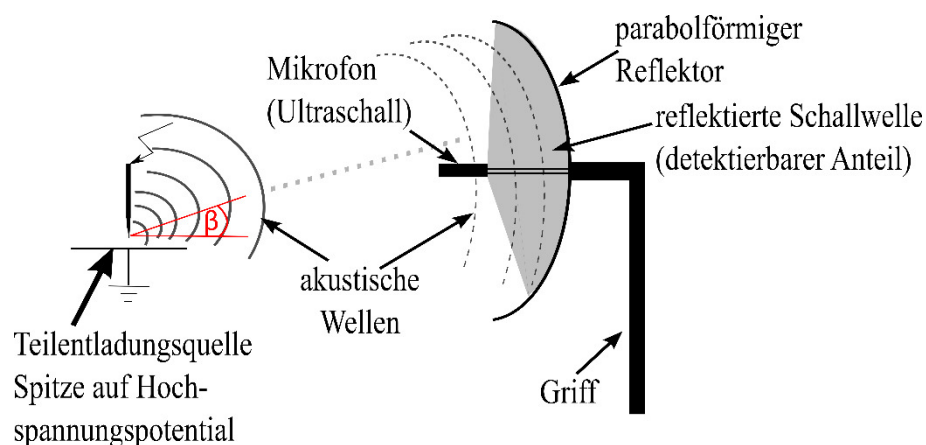 parabolförmiger
Reflektor
Mikrofon
(Ultraschall)
reflektierte Schallwelle
(detektierbarer Anteil)
β
akustische
Wellen
Teilentladungsquelle
Spitze auf Hoch-
spannungspotential
Griff